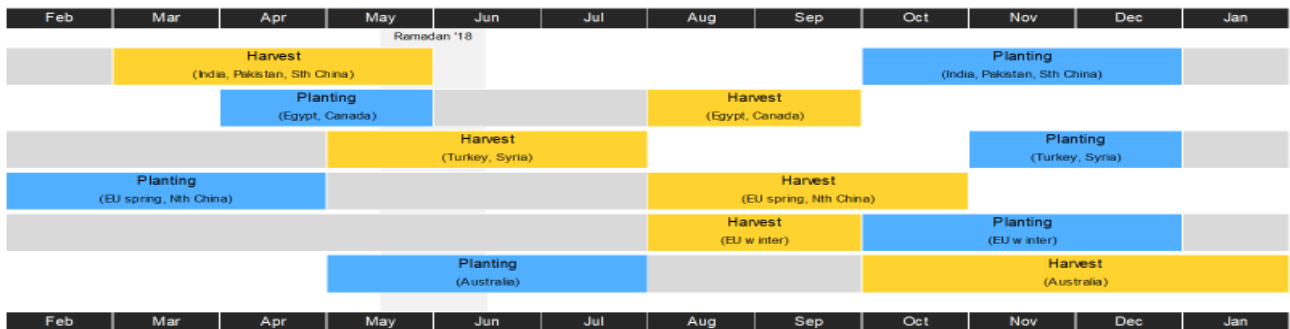 Feb Mar Apr May Jun Jul Aug Sep Oct Nov Dec Jan
Ramadan '18
Harvest Planting
(India, Pakistan, Sth China) (India, Pakistan, Sth China)
Planting Harvest
(Egypt, Canada) (Egypt, Canada)
Harvest Planting
(Turkey, Syria) (Turkey, Syria)
Planting Harvest
(EU spring, Nth China) (EU spring, Nth China)
Harvest Planting
(EU winter) (EU winter)
Planting Harvest
(Australia) (Australia)
Feb Mar Apr May Jun Jul Aug Sep Oct Nov Dec Jan